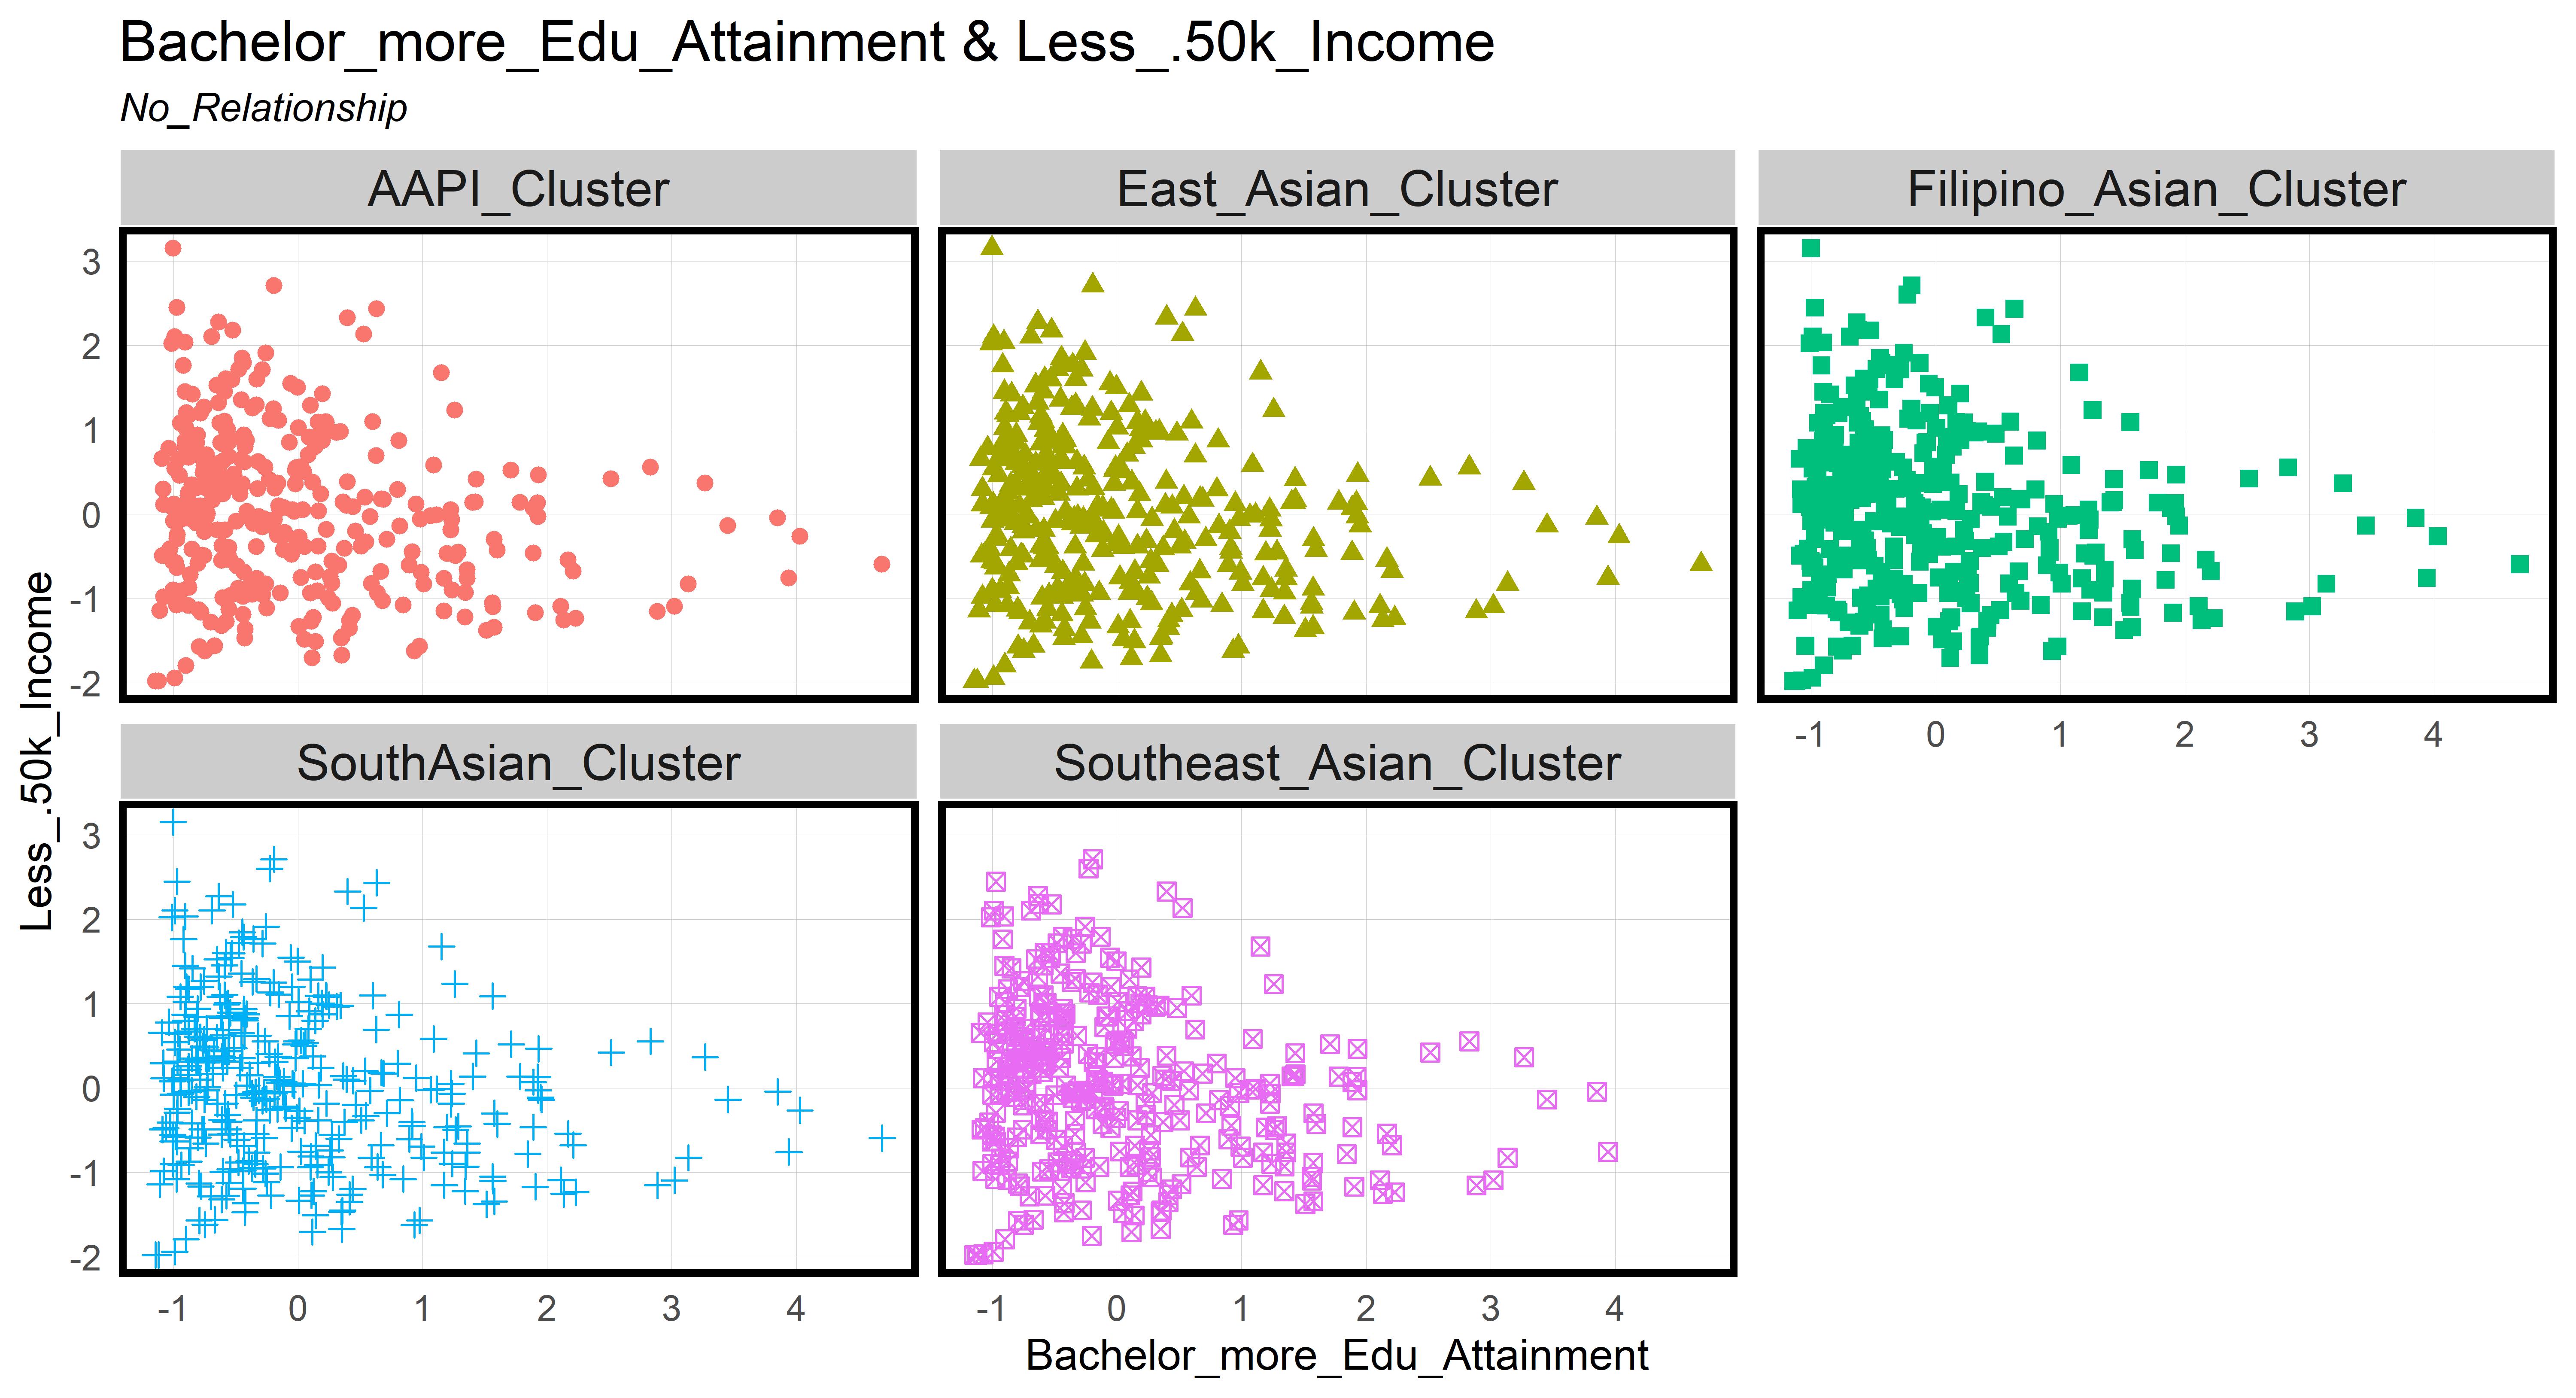 Bachelor_more_Edu_Attainment & Less_.50k_Income
No_Relationship
AAPI_Cluster
East_Asian_Cluster
Filipino_Asian_Cluster
3
2
1
0
-1
-2
-1 0 1 2 3 4
SouthAsian_Cluster
Southeast_Asian_Cluster
3
2
1
0
-1
-2
-1 0 1 2 3 4
-1 0 1 2 3 4
Less_.50k_Income
Bachelor_more_Edu_Attainment